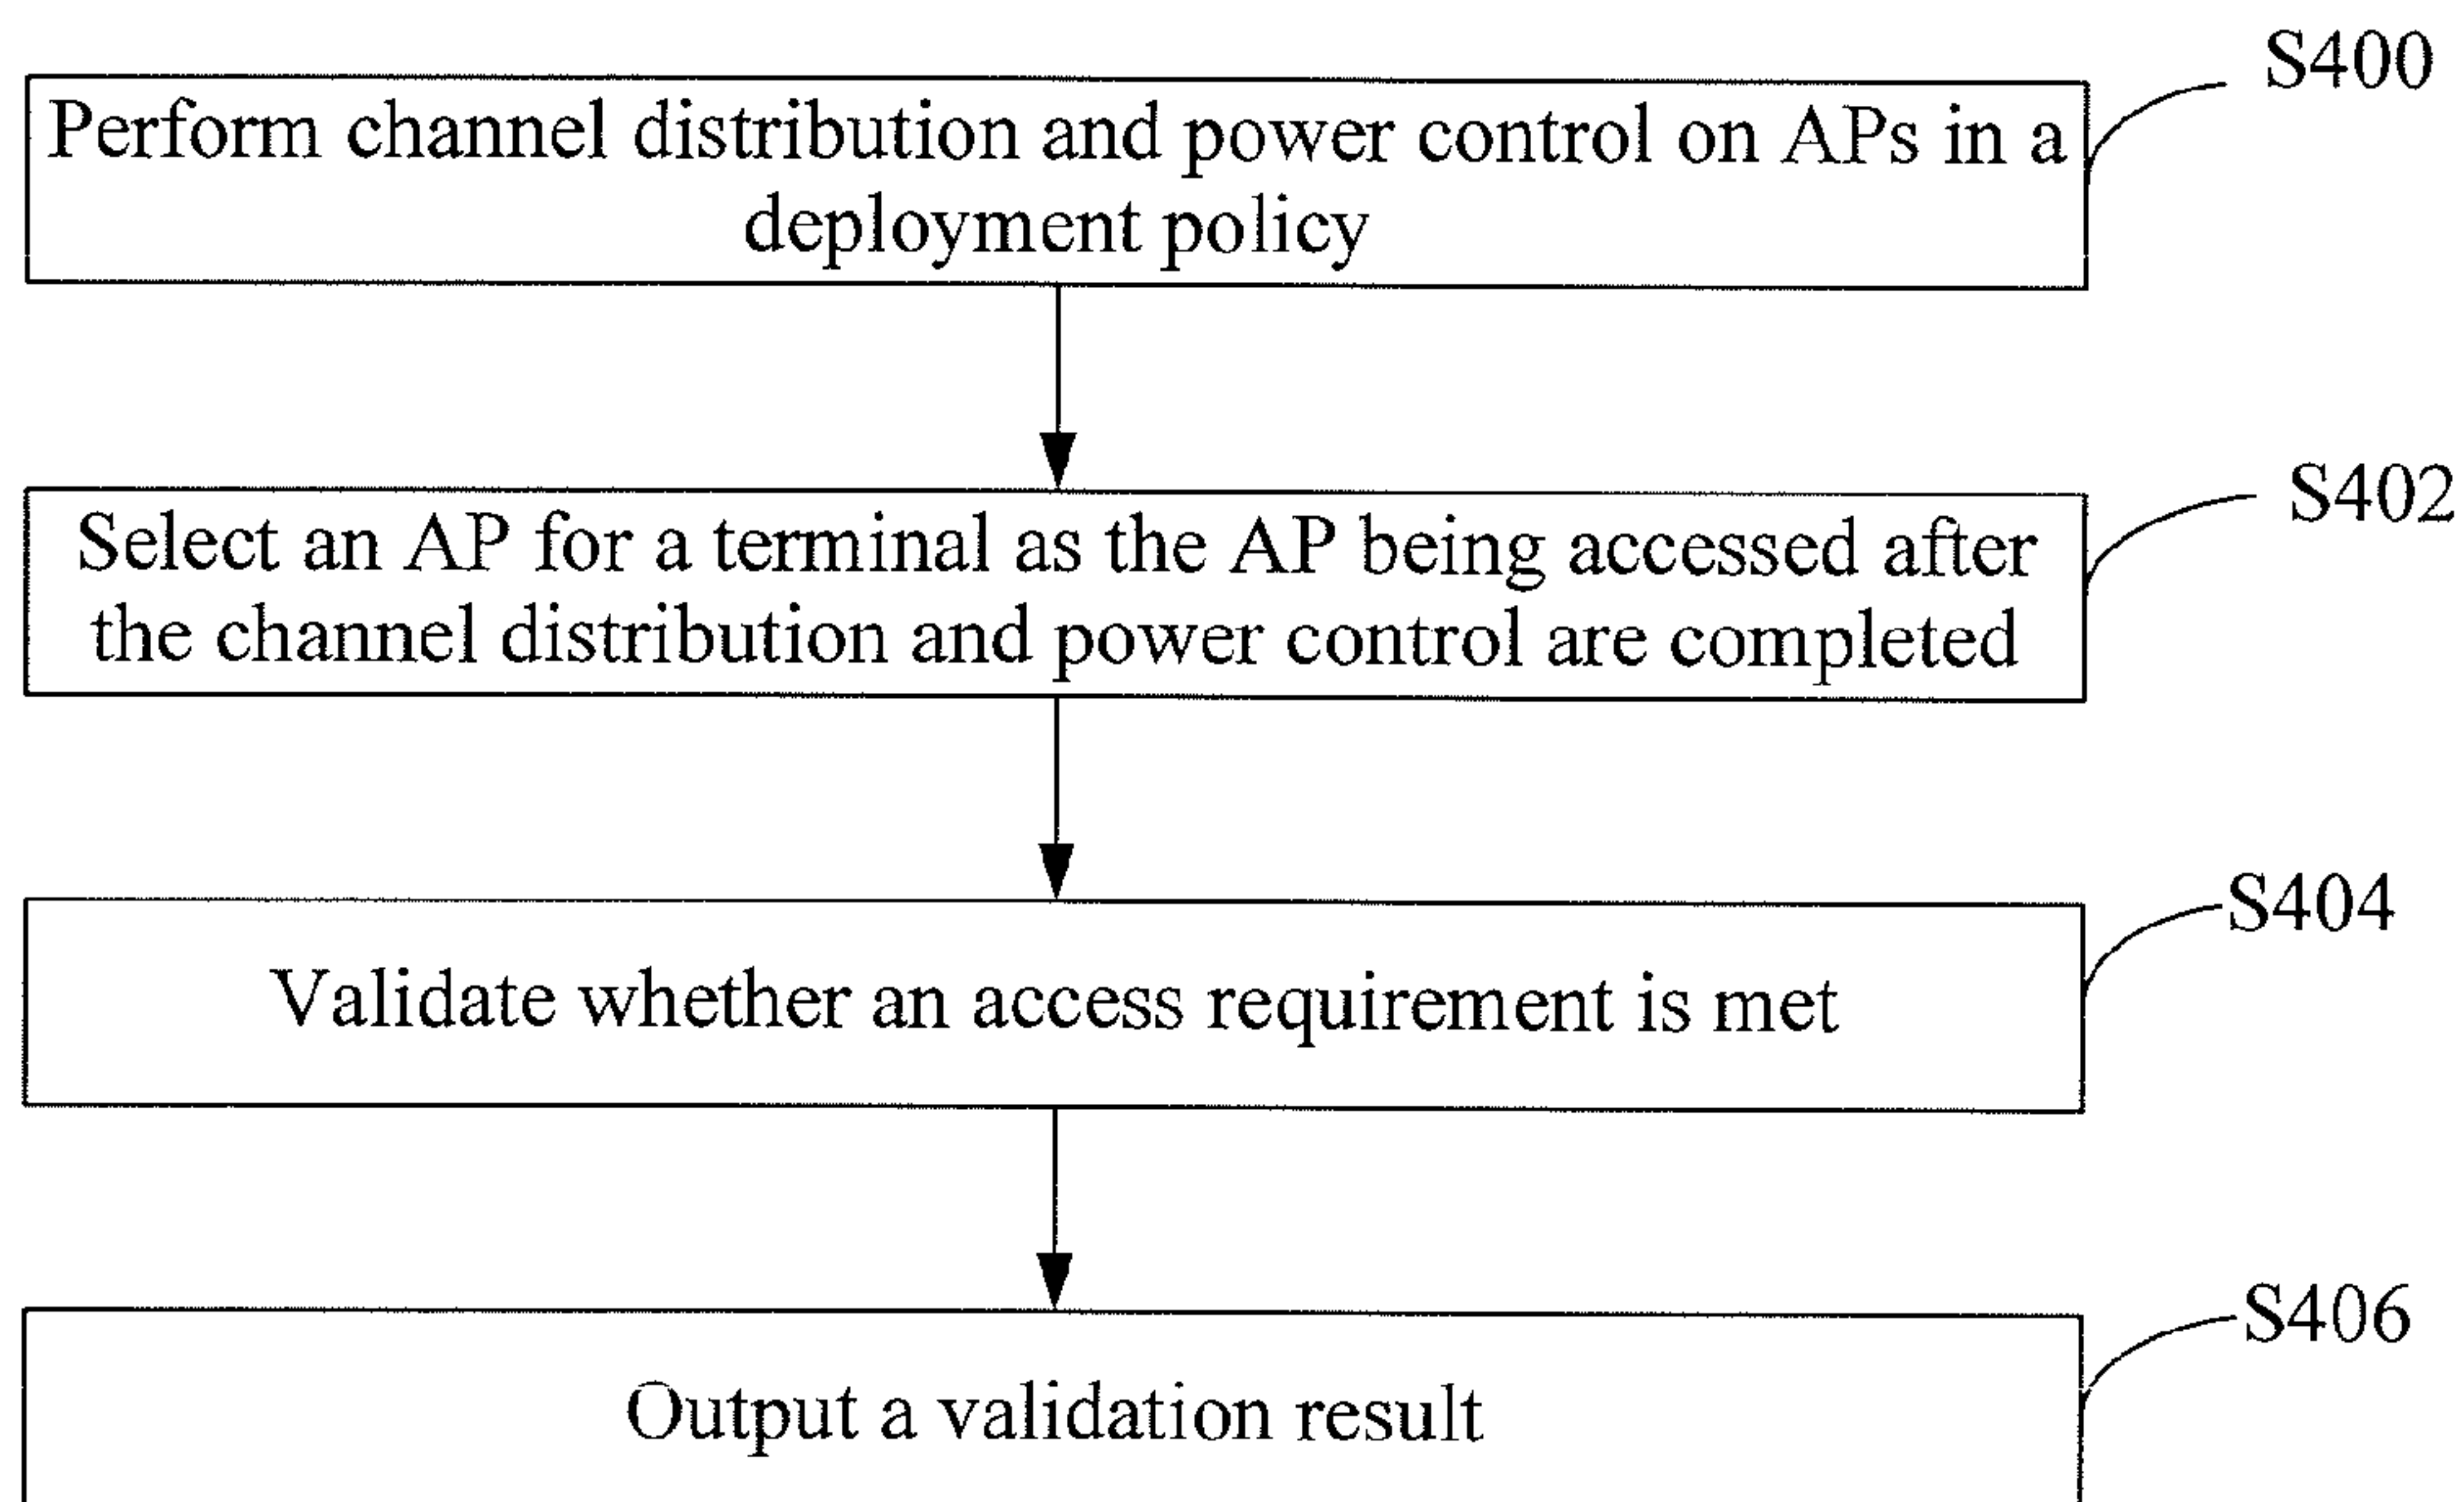 S400
Perform channel distribution and power control on APs in a
deployment policy
S402
Select an AP for a terminal as the AP being accessed after
the channel distribution and power control are completed
S404
Validate whether an access requirement is met
S406
Output a validation result